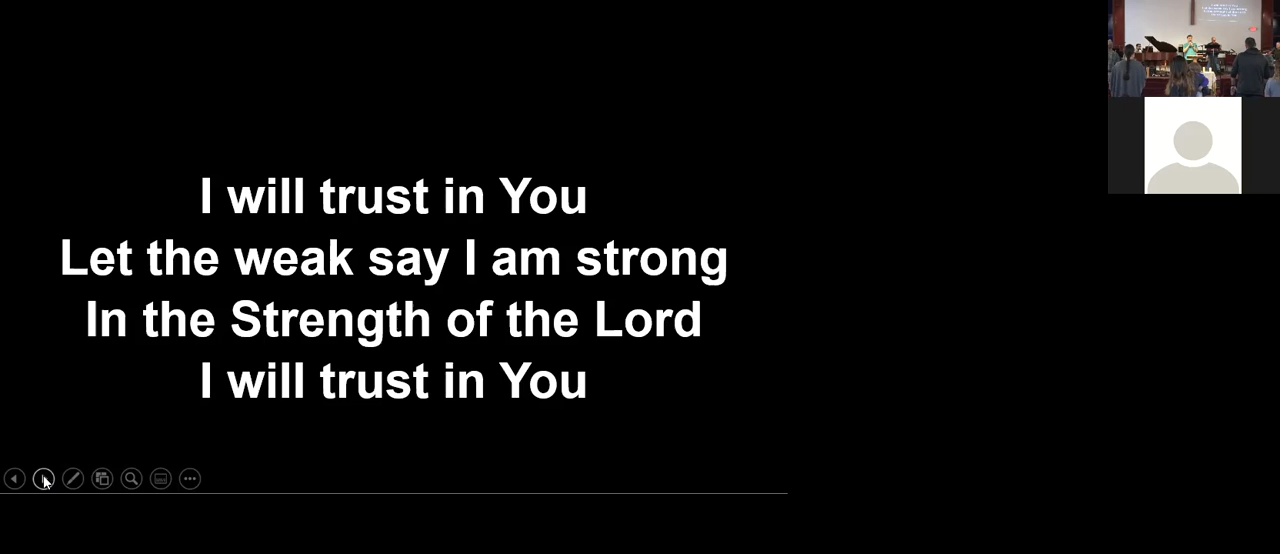 I will trust in You
Let the weak say I am strong
In the Strength of the Lord
I will trust in You